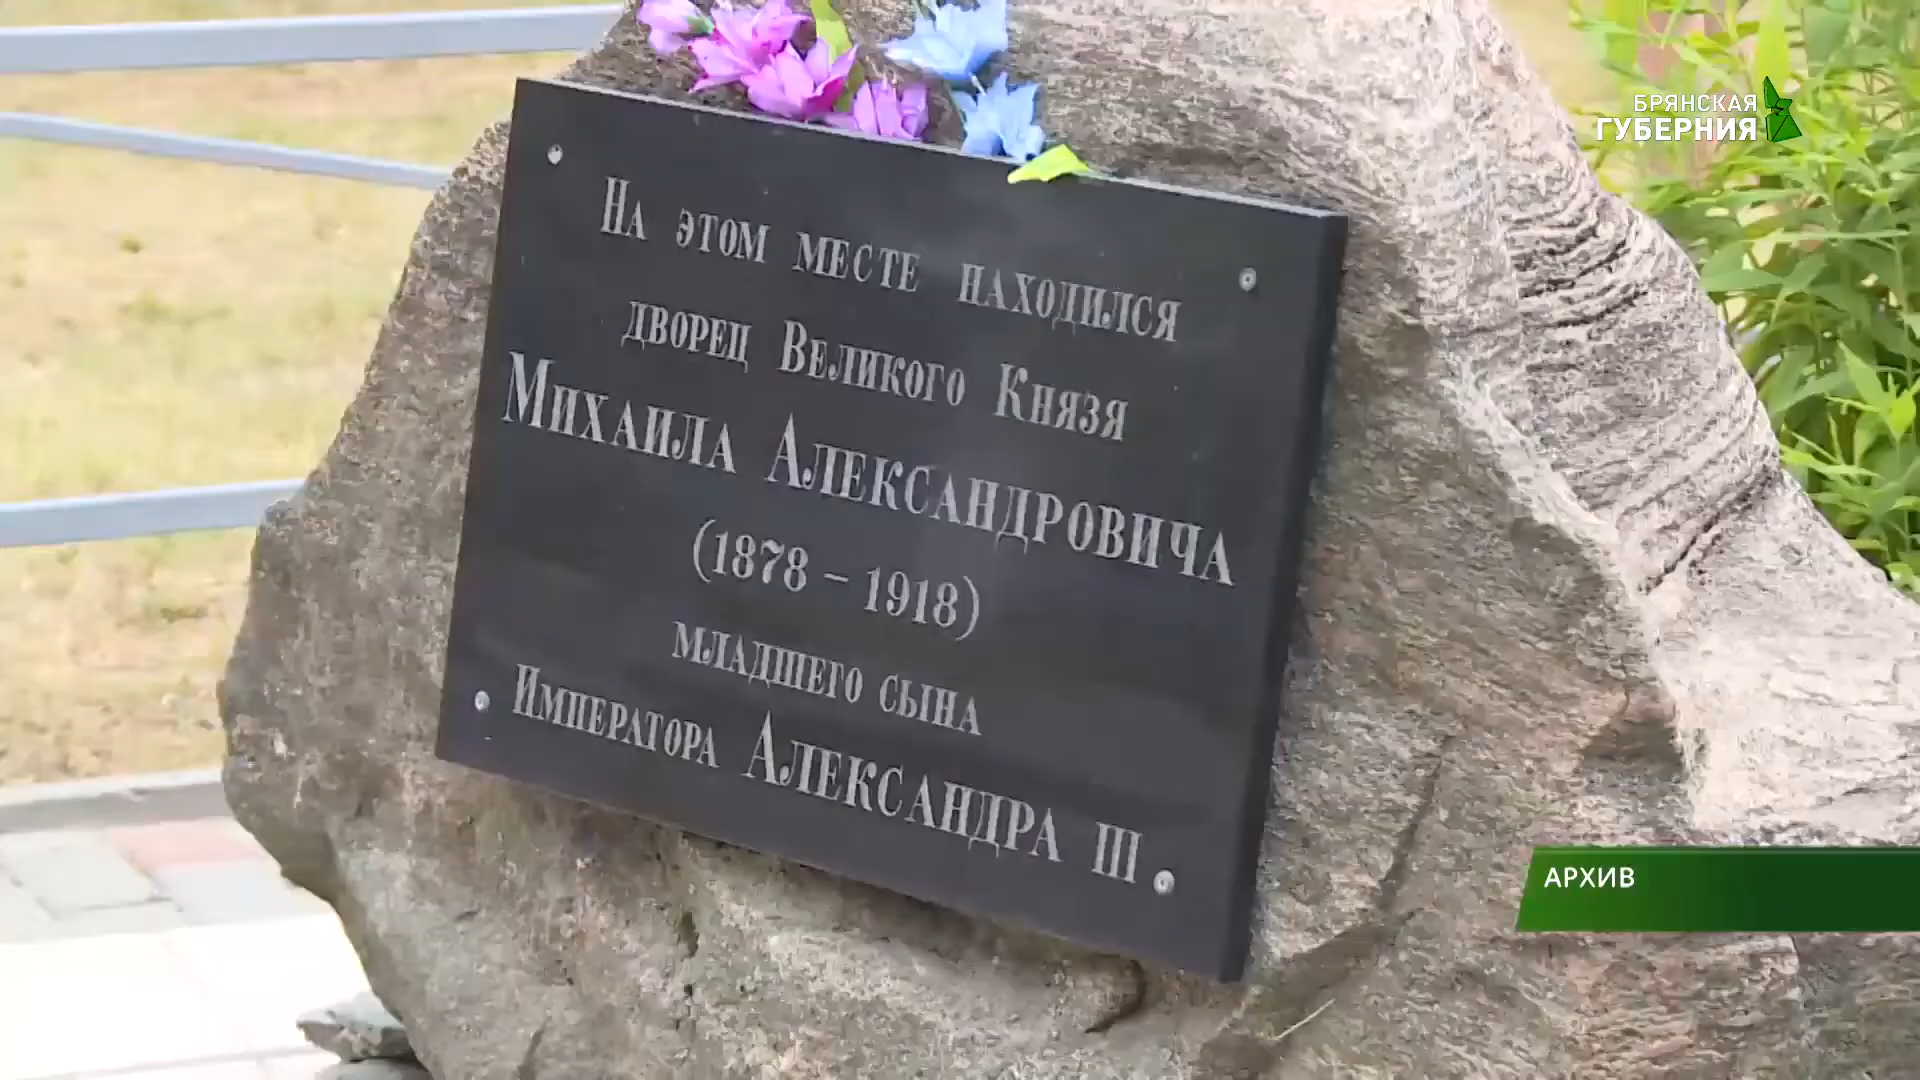 БРЯНСКАЯ
ГУБЕРНИЯ
На этом месте находился
дворец Великого Князя
Михаила Александровича
(1878 – 1918)
младшего сына
Императора Александра III
АРХИВ